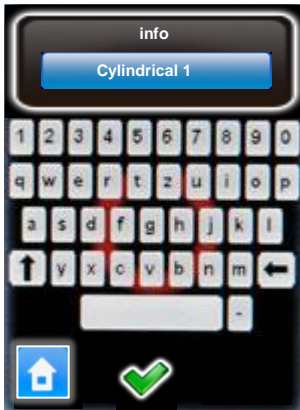 info
Cylindrical 1
1 2 3 4 5 6 7 8 9 0
q w e r t z u i o p
a s d f g h j k l
y x c v b n m
-